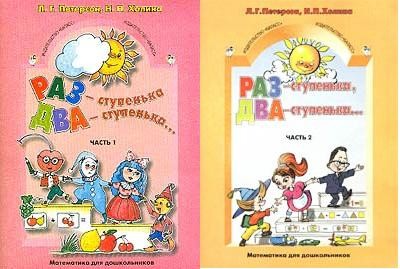 Л. Г. Петерсон, Н. П. Холина
РАЗ – ступенька
ДВА – ступенька...
ЧАСТЬ 1
Математика для дошкольников
Л.Г.Петерсон, Н.П.Холина
РАЗ–ступенька,
ДВА–ступенька...
ЧАСТЬ 2
Математика для дошкольников